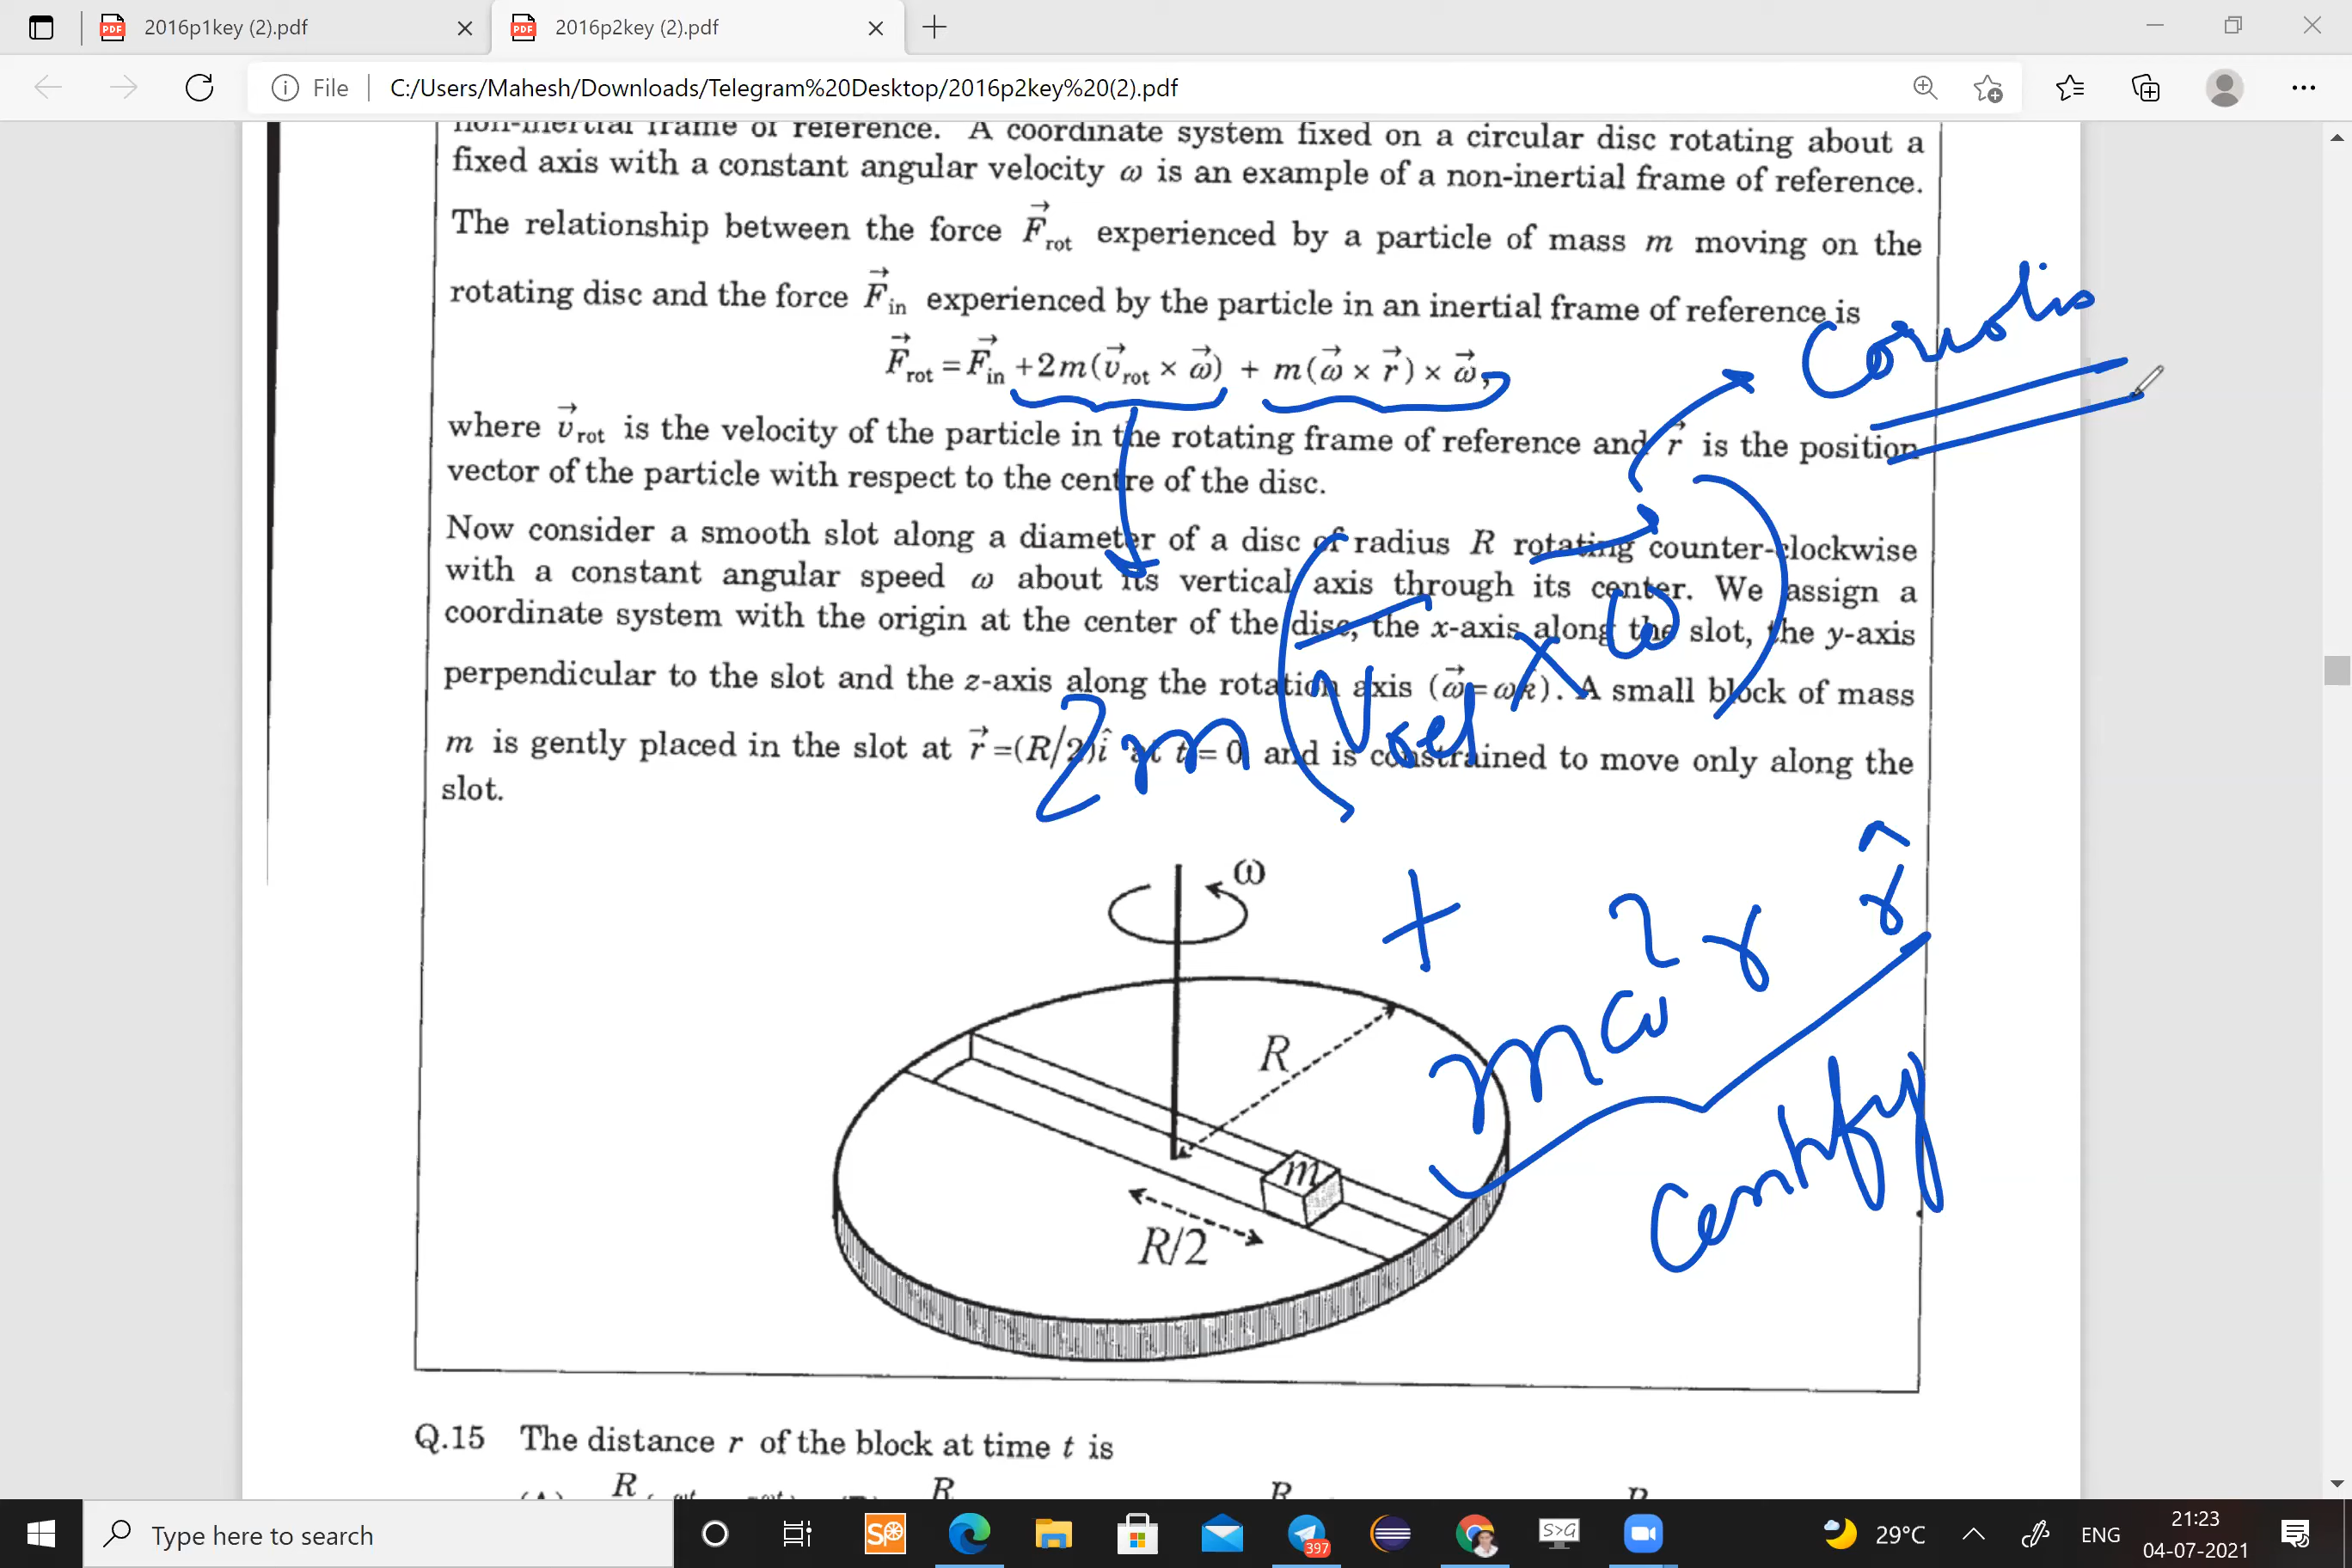 2016p1key (2).pdf
2016p2key (2).pdf
File
C:/Users/Mahesh/Downloads/Telegram%20Desktop/2016p2key%20(2).pdf
non-inertial frame of reference. A coordinate system fixed on a circular disc rotating about a
fixed axis with a constant angular velocity ω is an example of a non-inertial frame of reference.
The relationship between the force F⃗rot experienced by a particle of mass m moving on the
rotating disc and the force F⃗in experienced by the particle in an inertial frame of reference is
F⃗rot = F⃗in + 2m(v⃗rot × ω⃗) + m(ω⃗ × r⃗) × ω⃗,
Coriolis
where v⃗rot is the velocity of the particle in the rotating frame of reference and r⃗ is the position
vector of the particle with respect to the centre of the disc.
Now consider a smooth slot along a diameter of a disc of radius R rotating counter-clockwise
with a constant angular speed ω about its vertical axis through its center. We assign a
coordinate system with the origin at the center of the disc, the x-axis along the slot, the y-axis
perpendicular to the slot and the z-axis along the rotation axis (ω⃗=ωk̂). A small block of mass
m is gently placed in the slot at r⃗=(R/2)î at t=0 and is constrained to move only along the
slot.
2m (V⃗rel × ω⃗)
+ mω²r r̂
ω
R
m
R/2
Q.15 The distance r of the block at time t is
R R R R
Type here to search
397
S>G
29°C
ENG
21:23
04-07-2021